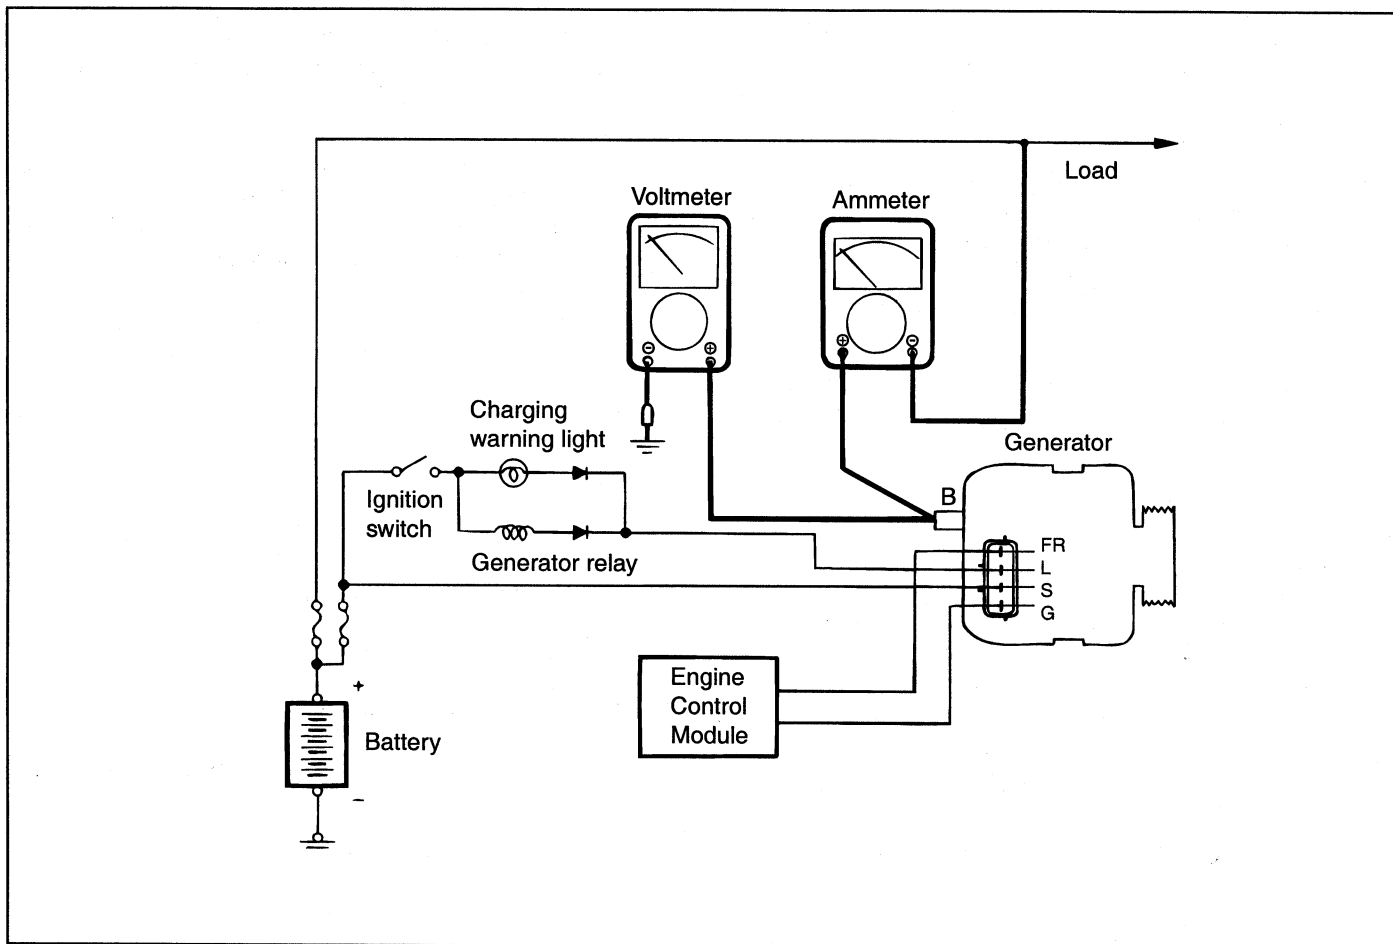 Load
Voltmeter
Ammeter
Charging
warning light
Generator
Ignition
switch
B
Generator relay
FR
L
S
G
Engine
Control
Module
+
Battery
−